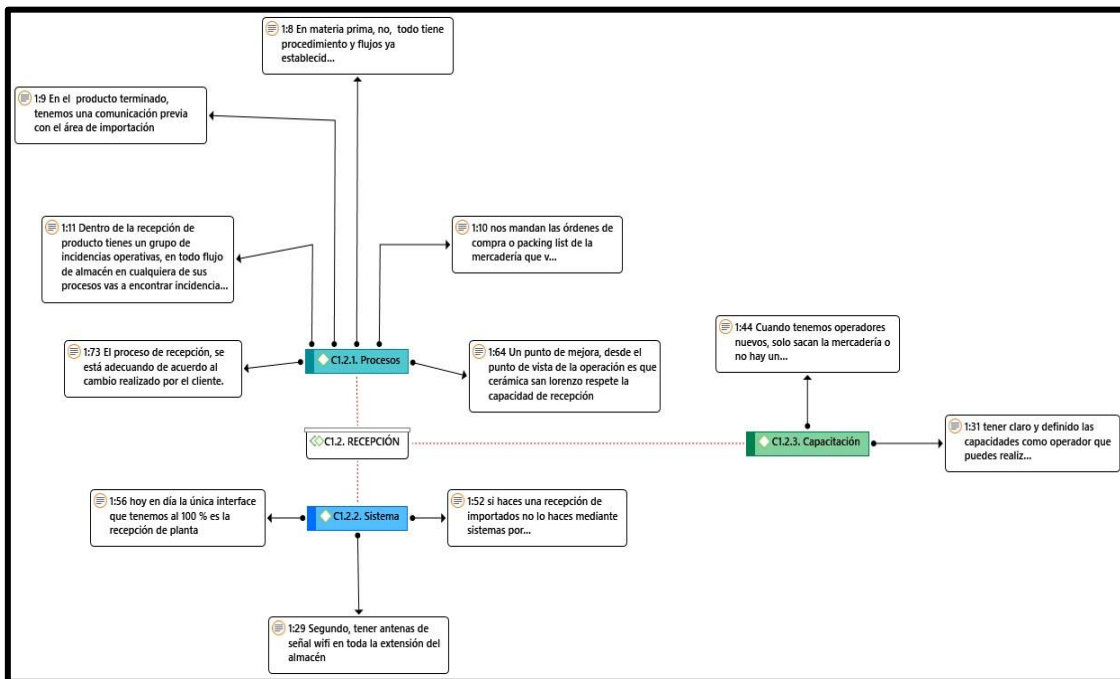 1:8 En materia prima, no, todo tiene
procedimiento y flujos ya
establecid...
1:9 En el producto terminado,
tenemos una comunicación previa
con el área de importación
1:11 Dentro de la recepción de
producto tienes un grupo de
incidencias operativas, en todo flujo
de almacén en cualquiera de sus
procesos vas a encontrar incidencia...
1:10 nos mandan las órdenes de
compra o packing list de la
mercadería que v...
1:73 El proceso de recepción, se
está adecuando de acuerdo al
cambio realizado por el cliente.
C1.2.1. Procesos
1:64 Un punto de mejora, desde el
punto de vista de la operación es que
cerámica san lorenzo respete la
capacidad de recepción
1:44 Cuando tenemos operadores
nuevos, solo sacan la mercadería o
no hay un...
C1.2. RECEPCIÓN
C1.2.3. Capacitación
1:31 tener claro y definido las
capacidades como operador que
puedes realiz...
1:56 hoy en día la única interface
que tenemos al 100 % es la
recepción de planta
C1.2.2. Sistema
1:52 si haces una recepción de
importados no lo haces mediante
sistemas por...
1:29 Segundo, tener antenas de
señal wifi en toda la extensión del
almacén